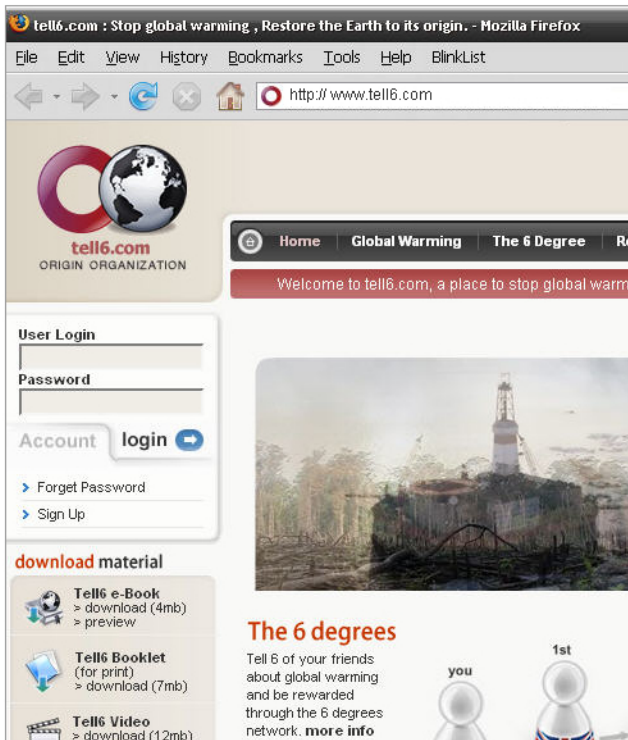 tell6.com : Stop global warming , Restore the Earth to its origin. - Mozilla Firefox
File Edit View History Bookmarks Tools Help BlinkList
http:// www.tell6.com
tell6.com
ORIGIN ORGANIZATION
Home Global Warming The 6 Degree
Welcome to tell6.com, a place to stop global warm
User Login
Password
Account login
Forget Password
Sign Up
download material
Tell6 e-Book
> download (4mb)
> preview
Tell6 Booklet
(for print)
> download (7mb)
Tell6 Video
> download (12mb)
The 6 degrees
Tell 6 of your friends
about global warming
and be rewarded
through the 6 degrees
network. more info
you
1st